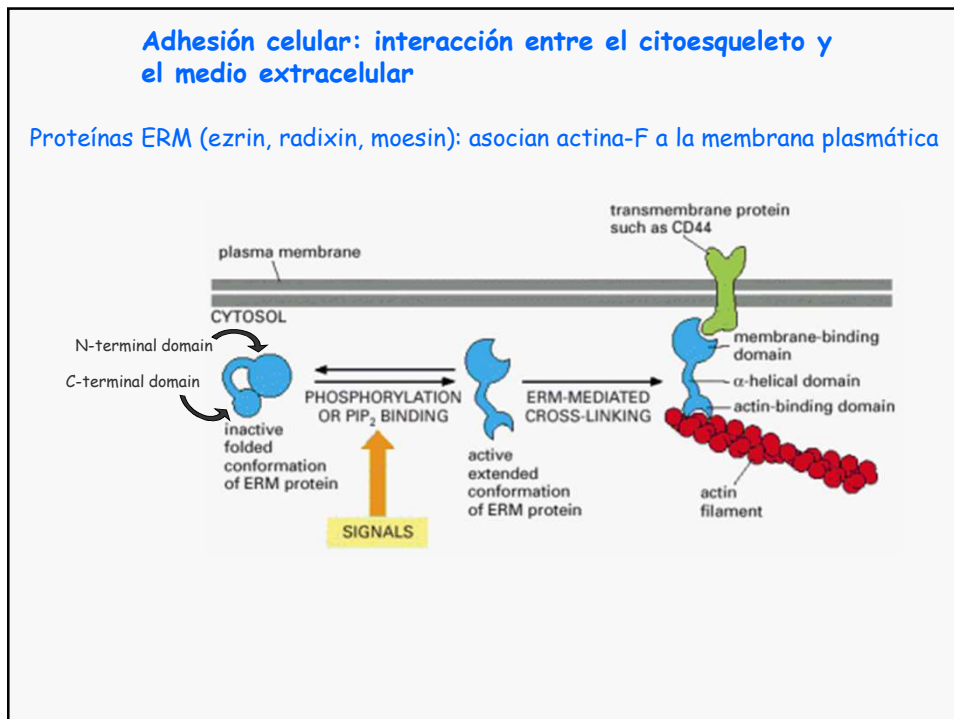 Adhesión celular: interacción entre el citoesqueleto y
el medio extracelular
Proteínas ERM (ezrin, radixin, moesin): asocian actina-F a la membrana plasmática
transmembrane protein
such as CD44
plasma membrane
CYTOSOL
N-terminal domain
C-terminal domain
inactive
folded
conformation
of ERM protein
PHOSPHORYLATION
OR PIP₂ BINDING
SIGNALS
active
extended
conformation
of ERM protein
ERM-MEDIATED
CROSS-LINKING
membrane-binding
domain
α-helical domain
actin-binding domain
actin
filament